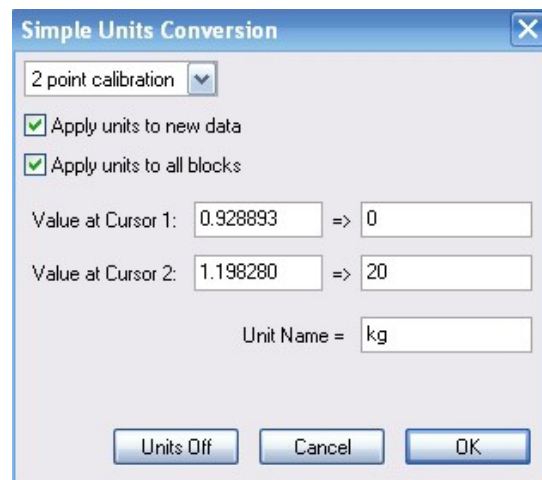 Simple Units Conversion
2 point calibration
Apply units to new data
Apply units to all blocks
Value at Cursor 1: 0.928893 => 0
Value at Cursor 2: 1.198280 => 20
Unit Name = kg
Units Off Cancel OK